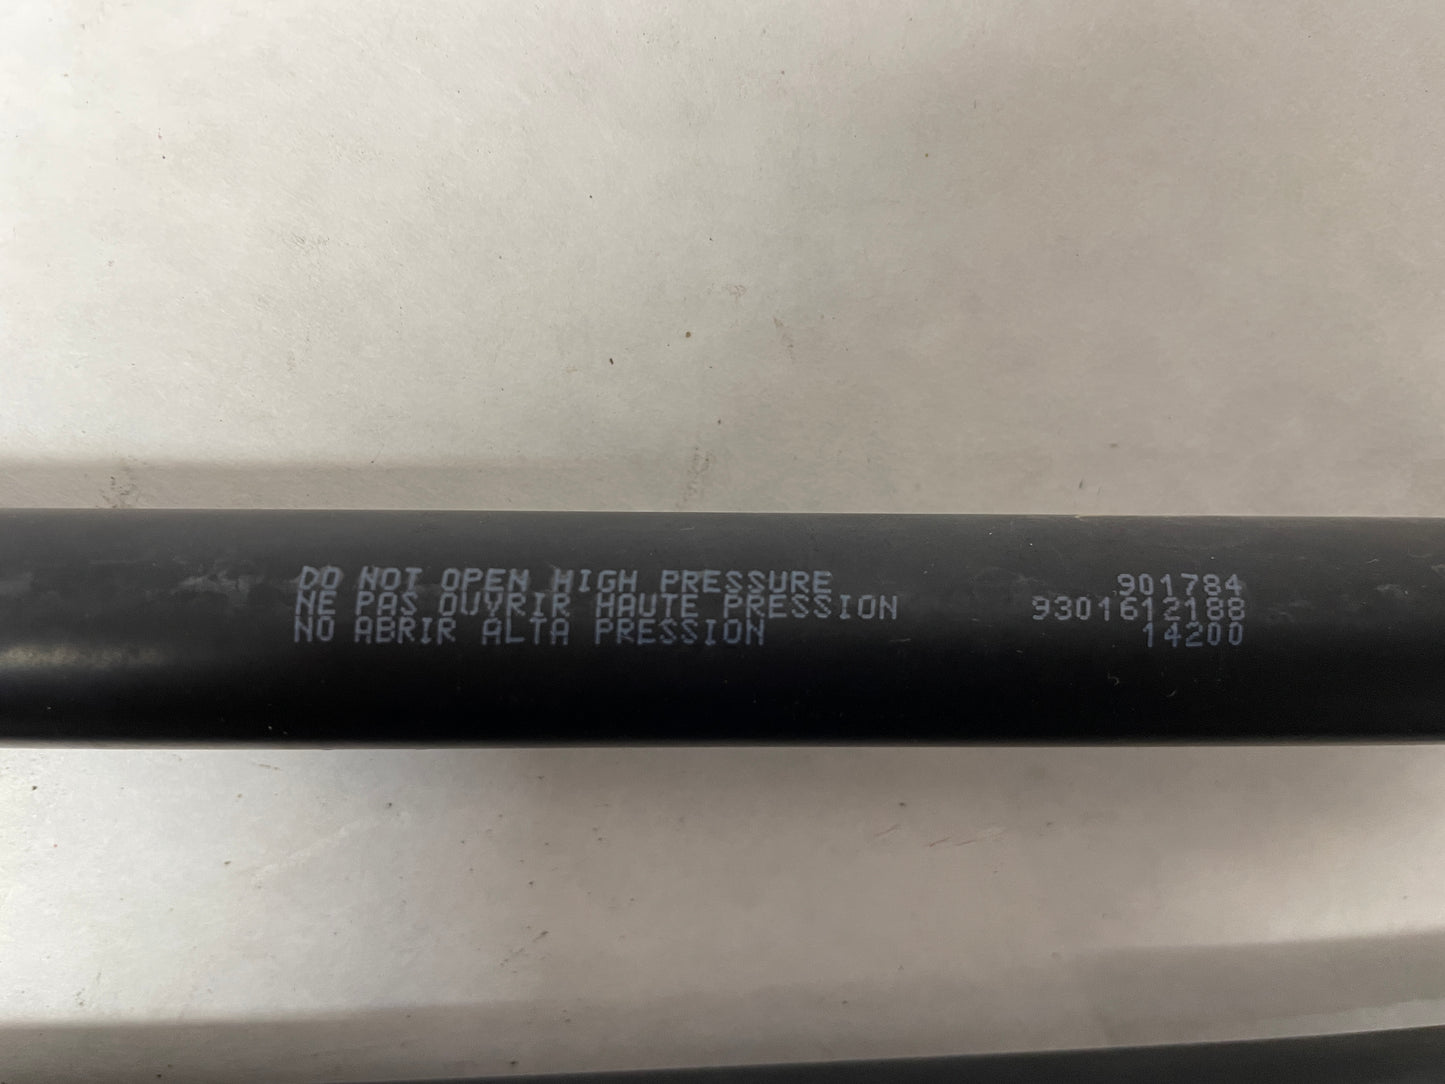 DO NOT OPEN HIGH PRESSURE
NE PAS OUVRIR HAUTE PRESSION
NO ABRIR ALTA PRESSION
901784
9301612188
14200